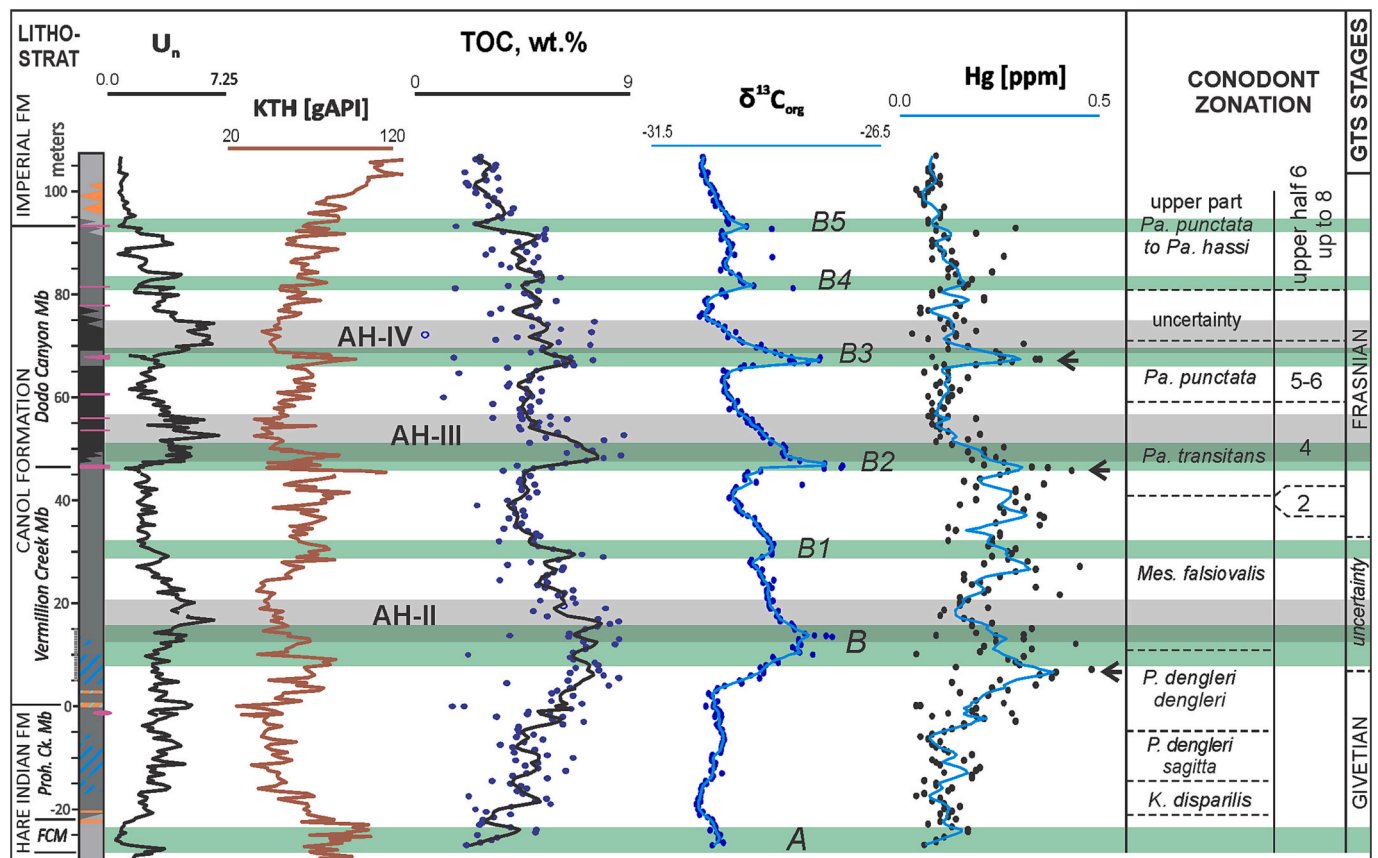 LITHO-
STRAT
Uₙ
0.0
7.25
KTH [gAPI]
20
120
TOC, wt.%
0
9
δ¹³C_org
-31.5
-26.5
Hg [ppm]
0.0
0.5
CONODONT
ZONATION
GTS STAGES
IMPERIAL FM
CANOL FORMATION
HARE INDIAN FM
Dodo Canyon Mb
Vermillion Creek Mb
Proh. Ck. Mb
FCM
meters
100
80
60
40
20
0
-20
AH-IV
AH-III
AH-II
B5
B4
B3
B2
B1
B
A
upper part
Pa. punctata
to Pa. hassi
uncertainty
Pa. punctata
Pa. transitans
Mes. falsiovalis
P. dengleri
dengleri
P. dengleri
sagitta
K. disparilis
upper half 6
up to 8
5-6
4
2
FRASNIAN
uncertainty
GIVETIAN